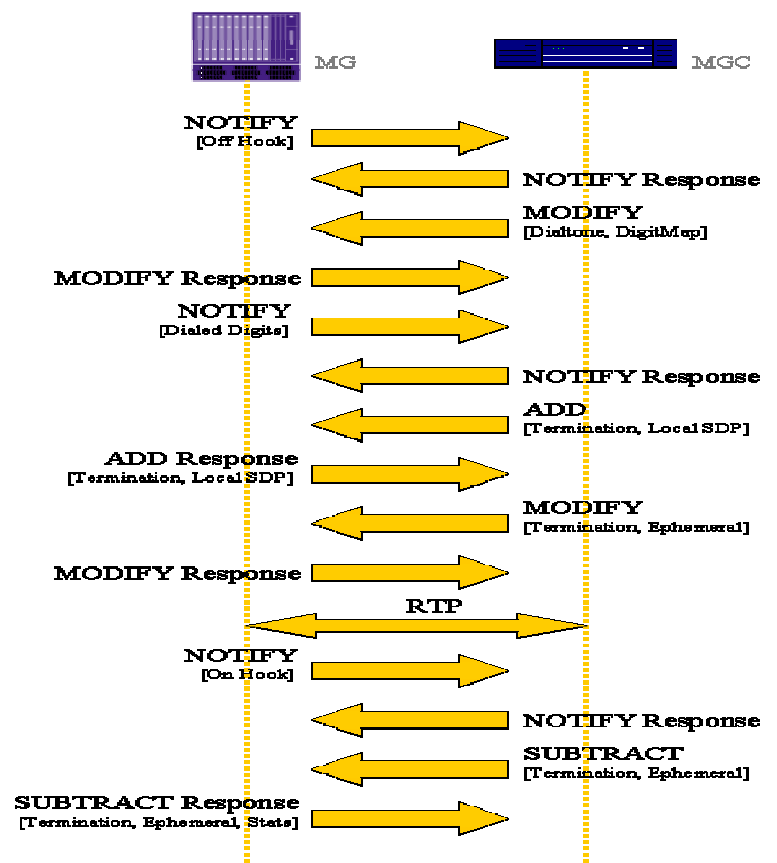 MG
MGC
NOTIFY
[Off Hook]
NOTIFY Response
MODIFY
[Dialtone, DigitMap]
MODIFY Response
NOTIFY
[Dialed Digits]
NOTIFY Response
ADD
[Termination, Local SDP]
ADD Response
[Termination, Local SDP]
MODIFY
[Termination, Ephemeral]
MODIFY Response
RTP
NOTIFY
[On Hook]
NOTIFY Response
SUBTRACT
[Termination, Ephemeral]
SUBTRACT Response
[Termination, Ephemeral, Stats]